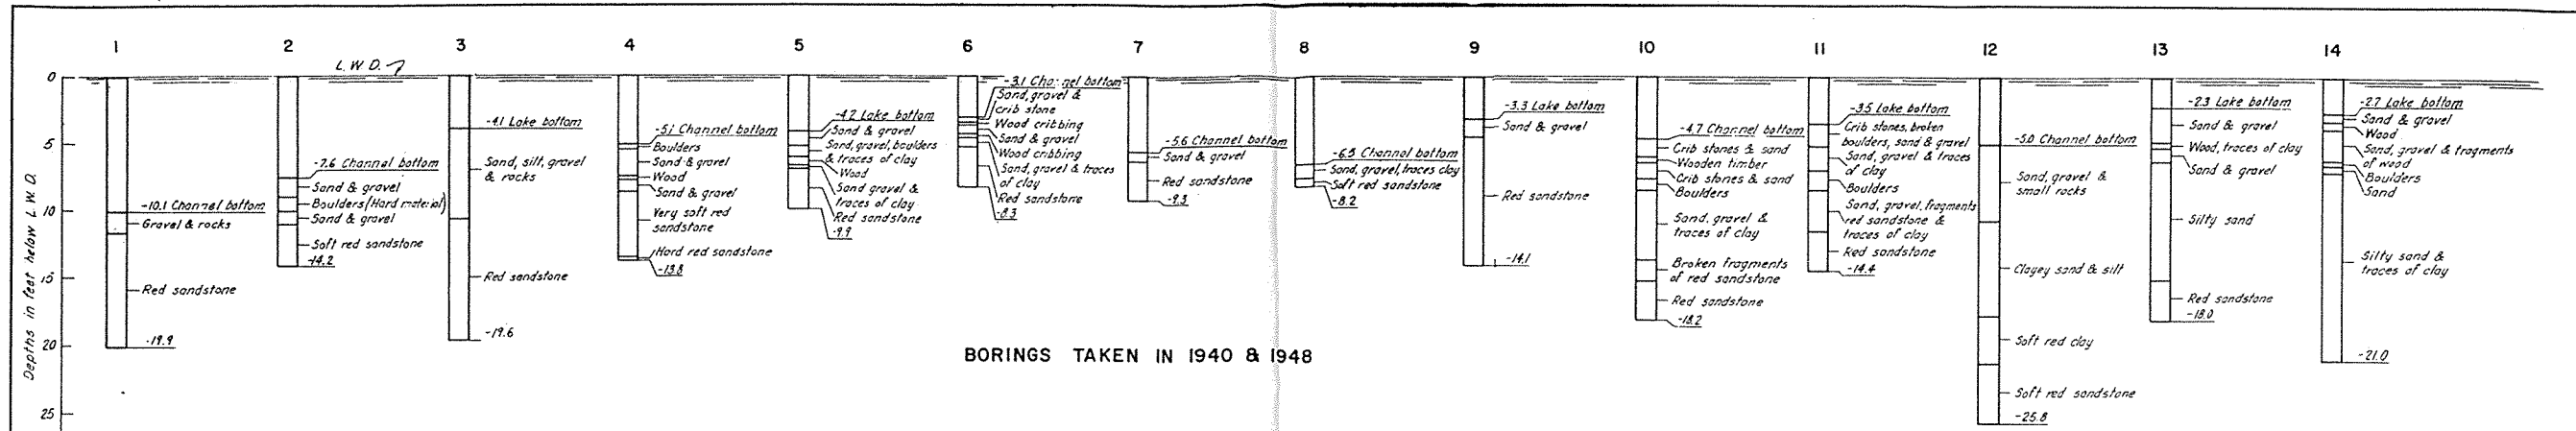 1
2
3
4
5
6
7
8
9
10
11
12
13
14
L.W.D.
Depths in feet below L.W.D.
0
5
10
15
20
25
-10.1 Channel bottom
Gravel & rocks
Red sandstone
-19.9
-7.6 Channel bottom
Sand & gravel
Boulders (Hard material)
Sand & gravel
Soft red sandstone
-14.2
-4.1 Lake bottom
Sand, silt, gravel
& rocks
Red sandstone
-19.6
-5.1 Channel bottom
Boulders
Sand & gravel
Wood
Sand & gravel
Very soft red
sandstone
Hard red sandstone
-13.8
-4.2 Lake bottom
Sand & gravel
Sand, gravel, boulders
& traces of clay
Wood
Sand gravel &
traces of clay
Red sandstone
-9.9
-3.1 Channel bottom
Sand, gravel &
crib stone
Wood cribbing
Sand & gravel
Wood cribbing
Sand, gravel & traces
of clay
Red sandstone
-8.3
-5.6 Channel bottom
Sand & gravel
Red sandstone
-9.3
-6.5 Channel bottom
Sand, gravel, traces clay
Soft red sandstone
-8.2
-3.3 Lake bottom
Sand & gravel
Red sandstone
-14.1
-4.7 Channel bottom
Crib stones & sand
Wooden timber
Crib stones & sand
Boulders
Sand, gravel &
traces of clay
Broken fragments
of red sandstone
Red sandstone
-18.2
-3.5 Lake bottom
Crib stones, broken
boulders, sand & gravel
Sand, gravel & traces
of clay
Boulders
Sand, gravel, fragments
red sandstone &
traces of clay
Red sandstone
-14.4
-5.0 Channel bottom
Sand, gravel &
small rocks
Clayey sand & silt
Soft red clay
Soft red sandstone
-25.8
-2.3 Lake bottom
Sand & gravel
Wood, traces of clay
Sand & gravel
Silty sand
Red sandstone
-18.0
-2.7 Lake bottom
Sand & gravel
Wood
Sand, gravel & fragments
of wood
Boulders
Sand
Silty sand &
traces of clay
-21.0
BORINGS TAKEN IN 1940 & 1948